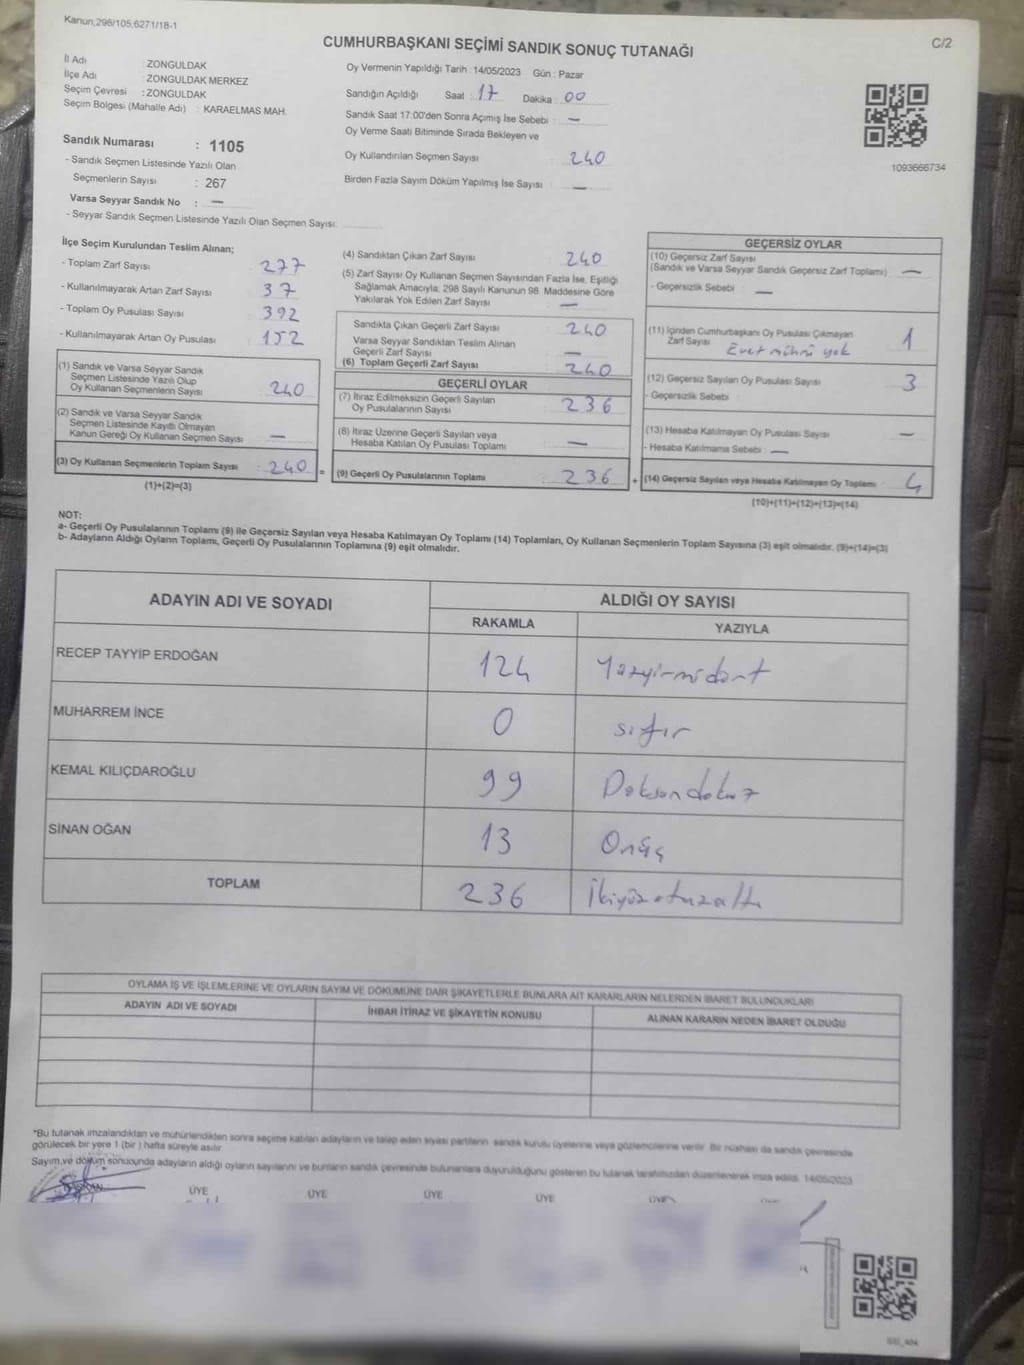 Kanun:298/105,6271/18-1
C/2
CUMHURBAŞKANI SEÇİMİ SANDIK SONUÇ TUTANAĞI
İl Adı : ZONGULDAK
İlçe Adı : ZONGULDAK MERKEZ
Seçim Çevresi : ZONGULDAK
Seçim Bölgesi (Mahalle Adı) : KARAELMAS MAH.
Sandık Numarası : 1105
- Sandık Seçmen Listesinde Yazılı Olan
Seçmenlerin Sayısı : 267
Varsa Seyyar Sandık No : —
- Seyyar Sandık Seçmen Listesinde Yazılı Olan Seçmen Sayısı:
Oy Vermenin Yapıldığı Tarih : 14/05/2023 Gün : Pazar
Sandığın Açıldığı Saat : 17 Dakika : 00
Sandık Saat 17:00'den Sonra Açımış İse Sebebi : —
Oy Verme Saati Bitiminde Sırada Bekleyen ve
Oy Kullandırılan Seçmen Sayısı : 240
Birden Fazla Sayım Döküm Yapılmış İse Sayısı : —
1093666734
İlçe Seçim Kurulundan Teslim Alınan;
- Toplam Zarf Sayısı 277
- Kullanılmayarak Artan Zarf Sayısı 37
- Toplam Oy Pusulası Sayısı 392
- Kullanılmayarak Artan Oy Pusulası 152
(1) Sandık ve Varsa Seyyar Sandık
Seçmen Listesinde Yazılı Olup
Oy Kullanan Seçmenlerin Sayısı 240
(2) Sandık ve Varsa Seyyar Sandık
Seçmen Listesinde Kayıtlı Olmayan
Kanun Gereği Oy Kullanan Seçmen Sayısı —
(3) Oy Kullanan Seçmenlerin Toplam Sayısı : 240 =
(1)+(2)=(3)
(4) Sandıktan Çıkan Zarf Sayısı 240
(5) Zarf Sayısı Oy Kullanan Seçmen Sayısından Fazla İse, Eşitliği
Sağlamak Amacıyla, 298 Sayılı Kanunun 98. Maddesine Göre
Yakılarak Yok Edilen Zarf Sayısı —
Sandıkta Çıkan Geçerli Zarf Sayısı 240
Varsa Seyyar Sandıktan Teslim Alınan
Geçerli Zarf Sayısı —
(6) Toplam Geçerli Zarf Sayısı 240
GEÇERLİ OYLAR
(7) İtiraz Edilmeksizin Geçerli Sayılan
Oy Pusulalarının Sayısı 236
(8) İtiraz Üzerine Geçerli Sayılan veya
Hesaba Katılan Oy Pusulası Toplamı —
(9) Geçerli Oy Pusulalarının Toplamı 236 +
GEÇERSİZ OYLAR
(10) Geçersiz Zarf Sayısı
(Sandık ve Varsa Seyyar Sandık Geçersiz Zarf Toplamı) —
- Geçersizlik Sebebi : —
(11) İçinden Cumhurbaşkanı Oy Pusulası Çıkmayan
Zarf Sayısı 1
Evet mührü yok
(12) Geçersiz Sayılan Oy Pusulası Sayısı 3
- Geçersizlik Sebebi
(13) Hesaba Katılmayan Oy Pusulası Sayısı —
- Hesaba Katılmama Sebebi : —
(14) Geçersiz Sayılan veya Hesaba Katılmayan Oy Toplamı : 4
(10)+(11)+(12)+(13)=(14)
NOT:
a- Geçerli Oy Pusulalarının Toplamı (9) ile Geçersiz Sayılan veya Hesaba Katılmayan Oy Toplamı (14) Toplamları, Oy Kullanan Seçmenlerin Toplam Sayısına (3) eşit olmalıdır. (9)+(14)=(3)
b- Adayların Aldığı Oyların Toplamı, Geçerli Oy Pusulalarının Toplamına (9) eşit olmalıdır.
ADAYIN ADI VE SOYADI ALDIĞI OY SAYISI
RAKAMLA YAZIYLA
RECEP TAYYİP ERDOĞAN 124 Yüzyirmidört
MUHARREM İNCE 0 sıfır
KEMAL KILIÇDAROĞLU 99 Doksandokuz
SİNAN OĞAN 13 Onüç
TOPLAM 236 İkiyüzotuzaltı
OYLAMA İŞ VE İŞLEMLERİNE VE OYLARIN SAYIM VE DÖKÜMÜNE DAİR ŞİKAYETLERLE BUNLARA AİT KARARLARIN NELERDEN İBARET BULUNDUKLARI
ADAYIN ADI VE SOYADI İHBAR İTİRAZ VE ŞİKAYETİN KONUSU ALINAN KARARIN NEDEN İBARET OLDUĞU
*Bu tutanak imzalandıktan ve mühürlendikten sonra seçime katılan adayların ve talep eden siyasi partilerin sandık kurulu üyelerine veya gözlemcilerine verilir. Bir nüshası da sandık çevresinde
görülecek bir yere 1 (bir) hafta süreyle asılır.
Sayım ve döküm sonucunda adayların aldığı oyların sayılarını ve bunların sandık çevresinde bulunanlara duyurulduğunu gösteren bu tutanak tarafımızdan düzenlenerek imza edildi. 14/05/2023
BAŞKAN ÜYE ÜYE ÜYE ÜYE ÜYE